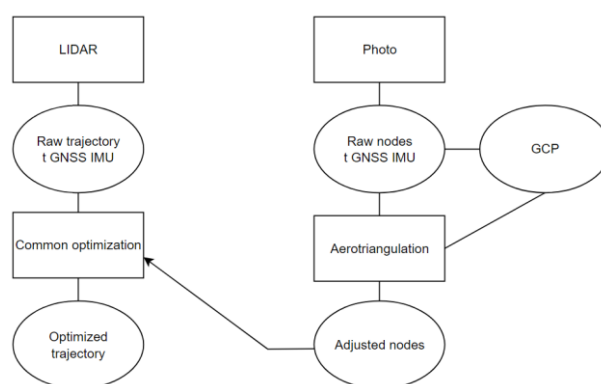 LIDAR
Photo
Raw trajectory
t GNSS IMU
Raw nodes
t GNSS IMU
GCP
Common optimization
Aerotriangulation
Optimized
trajectory
Adjusted nodes